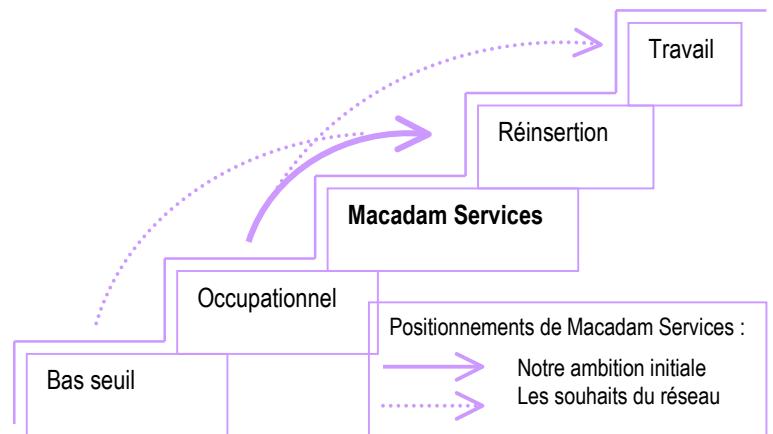 Travail
Réinsertion
Macadam Services
Occupationnel
Bas seuil
Positionnements de Macadam Services :
Notre ambition initiale
Les souhaits du réseau